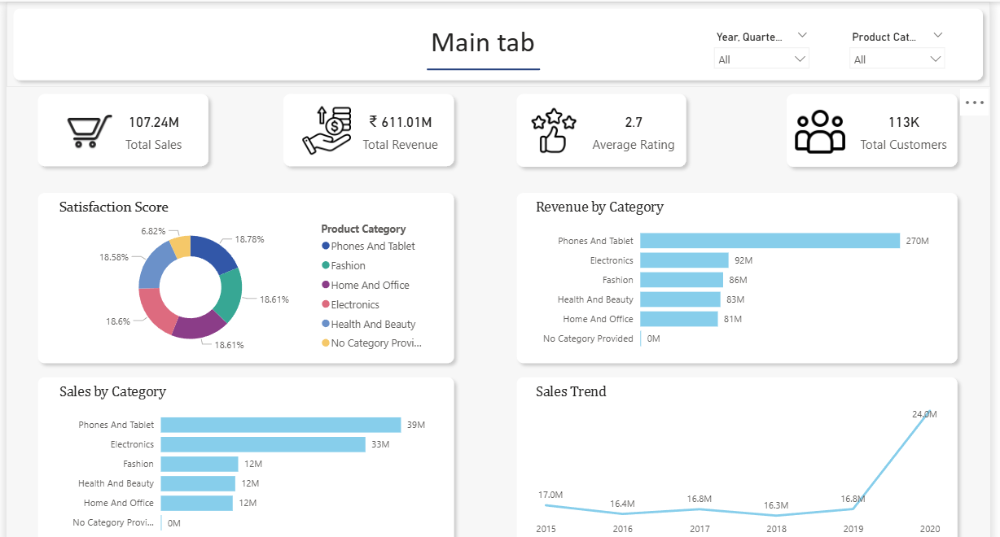 Main tab
Year, Quarte...
All
Product Cat...
All
107.24M
Total Sales
₹ 611.01M
Total Revenue
2.7
Average Rating
113K
Total Customers
Satisfaction Score
6.82%
18.78%
18.58%
18.61%
18.6%
18.61%
Product Category
Phones And Tablet
Fashion
Home And Office
Electronics
Health And Beauty
No Category Provi...
Revenue by Category
Phones And Tablet 270M
Electronics 92M
Fashion 86M
Health And Beauty 83M
Home And Office 81M
No Category Provided 0M
Sales by Category
Phones And Tablet 39M
Electronics 33M
Fashion 12M
Health And Beauty 12M
Home And Office 12M
No Category Provi... 0M
Sales Trend
17.0M 16.4M 16.8M 16.3M 16.8M 24.0M
2015 2016 2017 2018 2019 2020